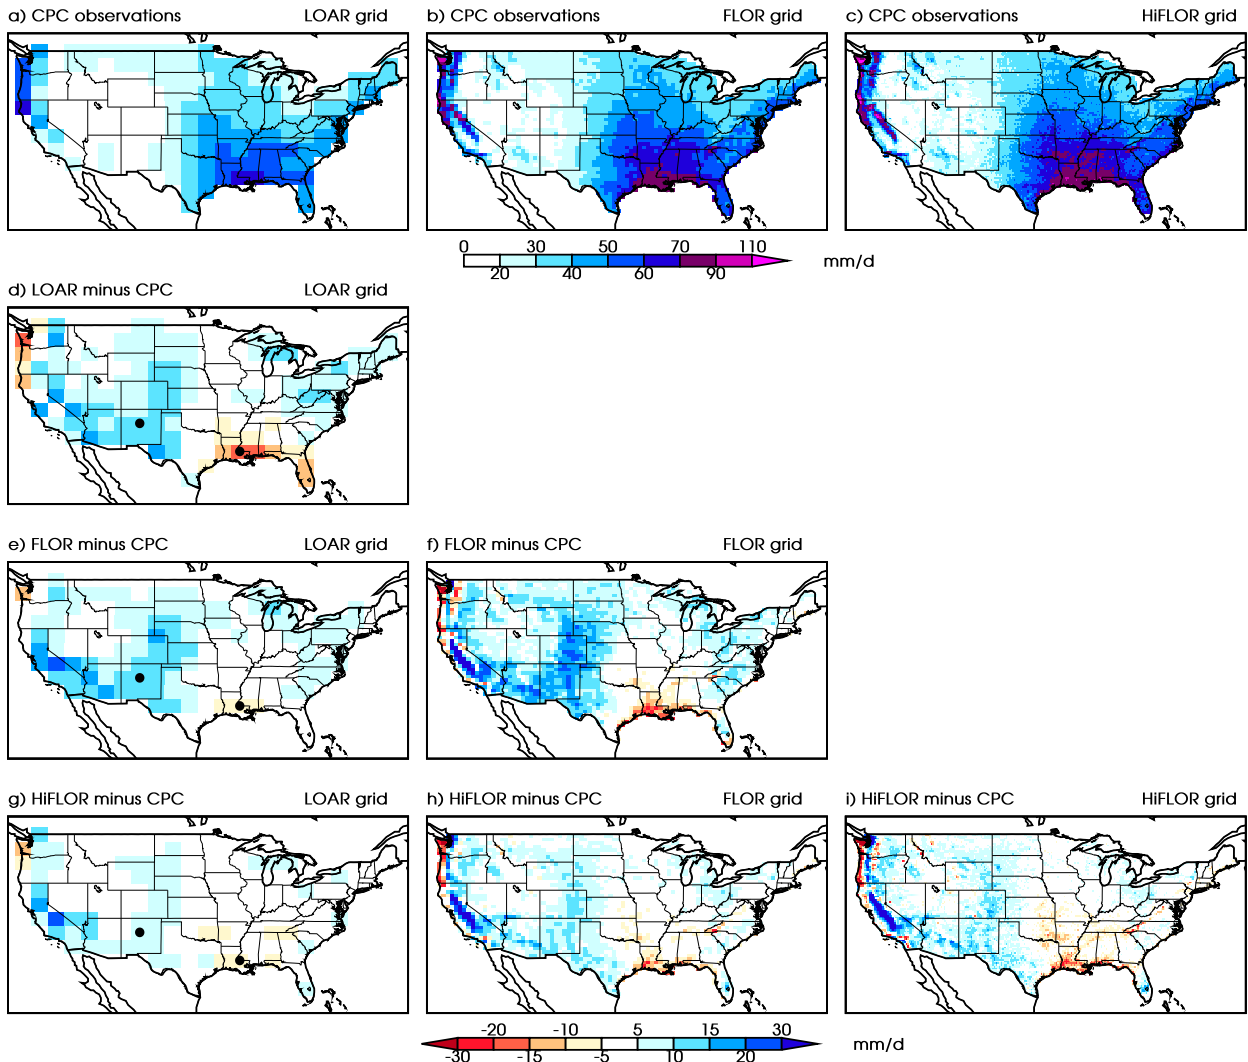 a) CPC observations LOAR grid b) CPC observations FLOR grid c) CPC observations HiFLOR grid
0 30 50 70 110
20 40 60 90 mm/d
d) LOAR minus CPC LOAR grid
e) FLOR minus CPC LOAR grid f) FLOR minus CPC FLOR grid
g) HiFLOR minus CPC LOAR grid h) HiFLOR minus CPC FLOR grid i) HiFLOR minus CPC HiFLOR grid
-20 -10 5 15 30
-30 -15 -5 10 20 mm/d